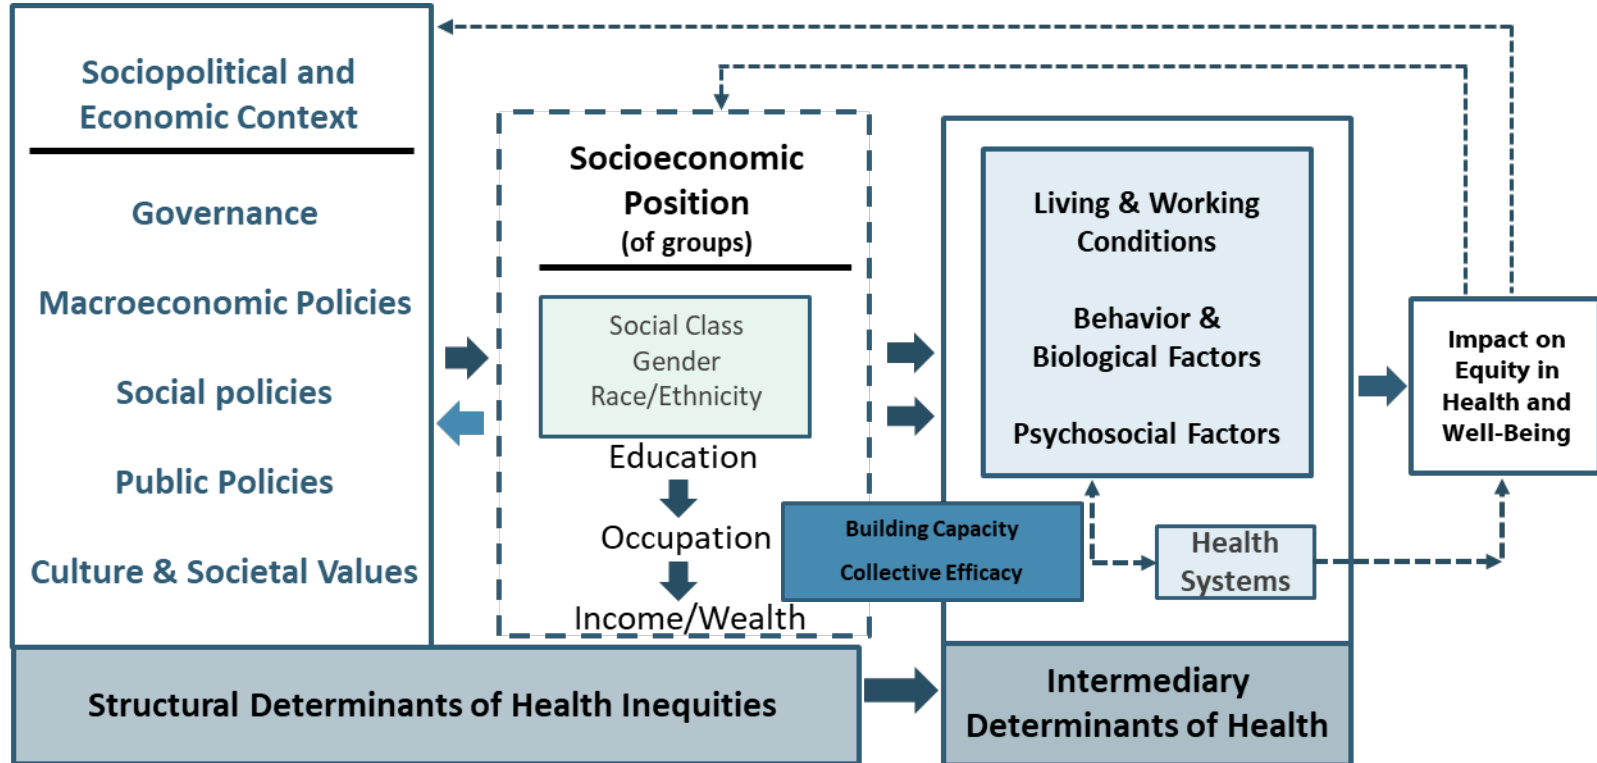 Sociopolitical and
Economic Context
Governance
Macroeconomic Policies
Social policies
Public Policies
Culture & Societal Values
Socioeconomic
Position
(of groups)
Social Class
Gender
Race/Ethnicity
Education
Occupation
Income/Wealth
Building Capacity
Collective Efficacy
Living & Working
Conditions
Behavior &
Biological Factors
Psychosocial Factors
Health
Systems
Impact on
Equity in
Health and
Well-Being
Structural Determinants of Health Inequities
Intermediary
Determinants of Health